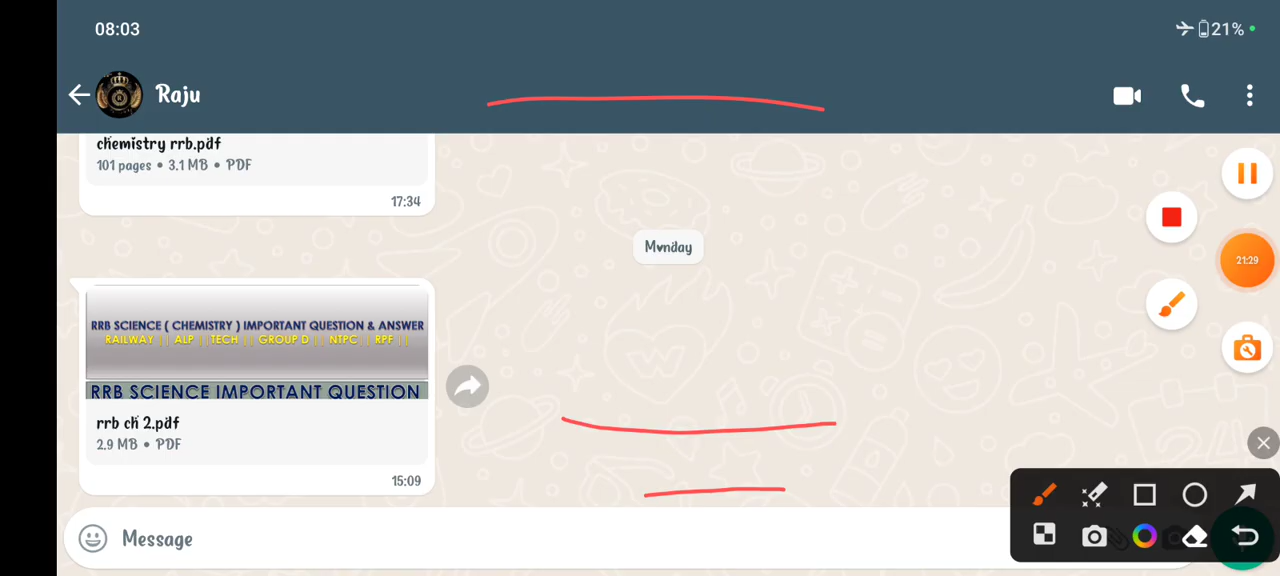 08:03
21%
Raju
chemistry rrb.pdf
101 pages • 3.1 MB • PDF
17:34
Monday
RRB SCIENCE ( CHEMISTRY ) IMPORTANT QUESTION & ANSWER
RAILWAY || ALP ||TECH || GROUP D || NTPC || RPF ||
RRB SCIENCE IMPORTANT QUESTION
rrb ch 2.pdf
2.9 MB • PDF
15:09
21:29
Message